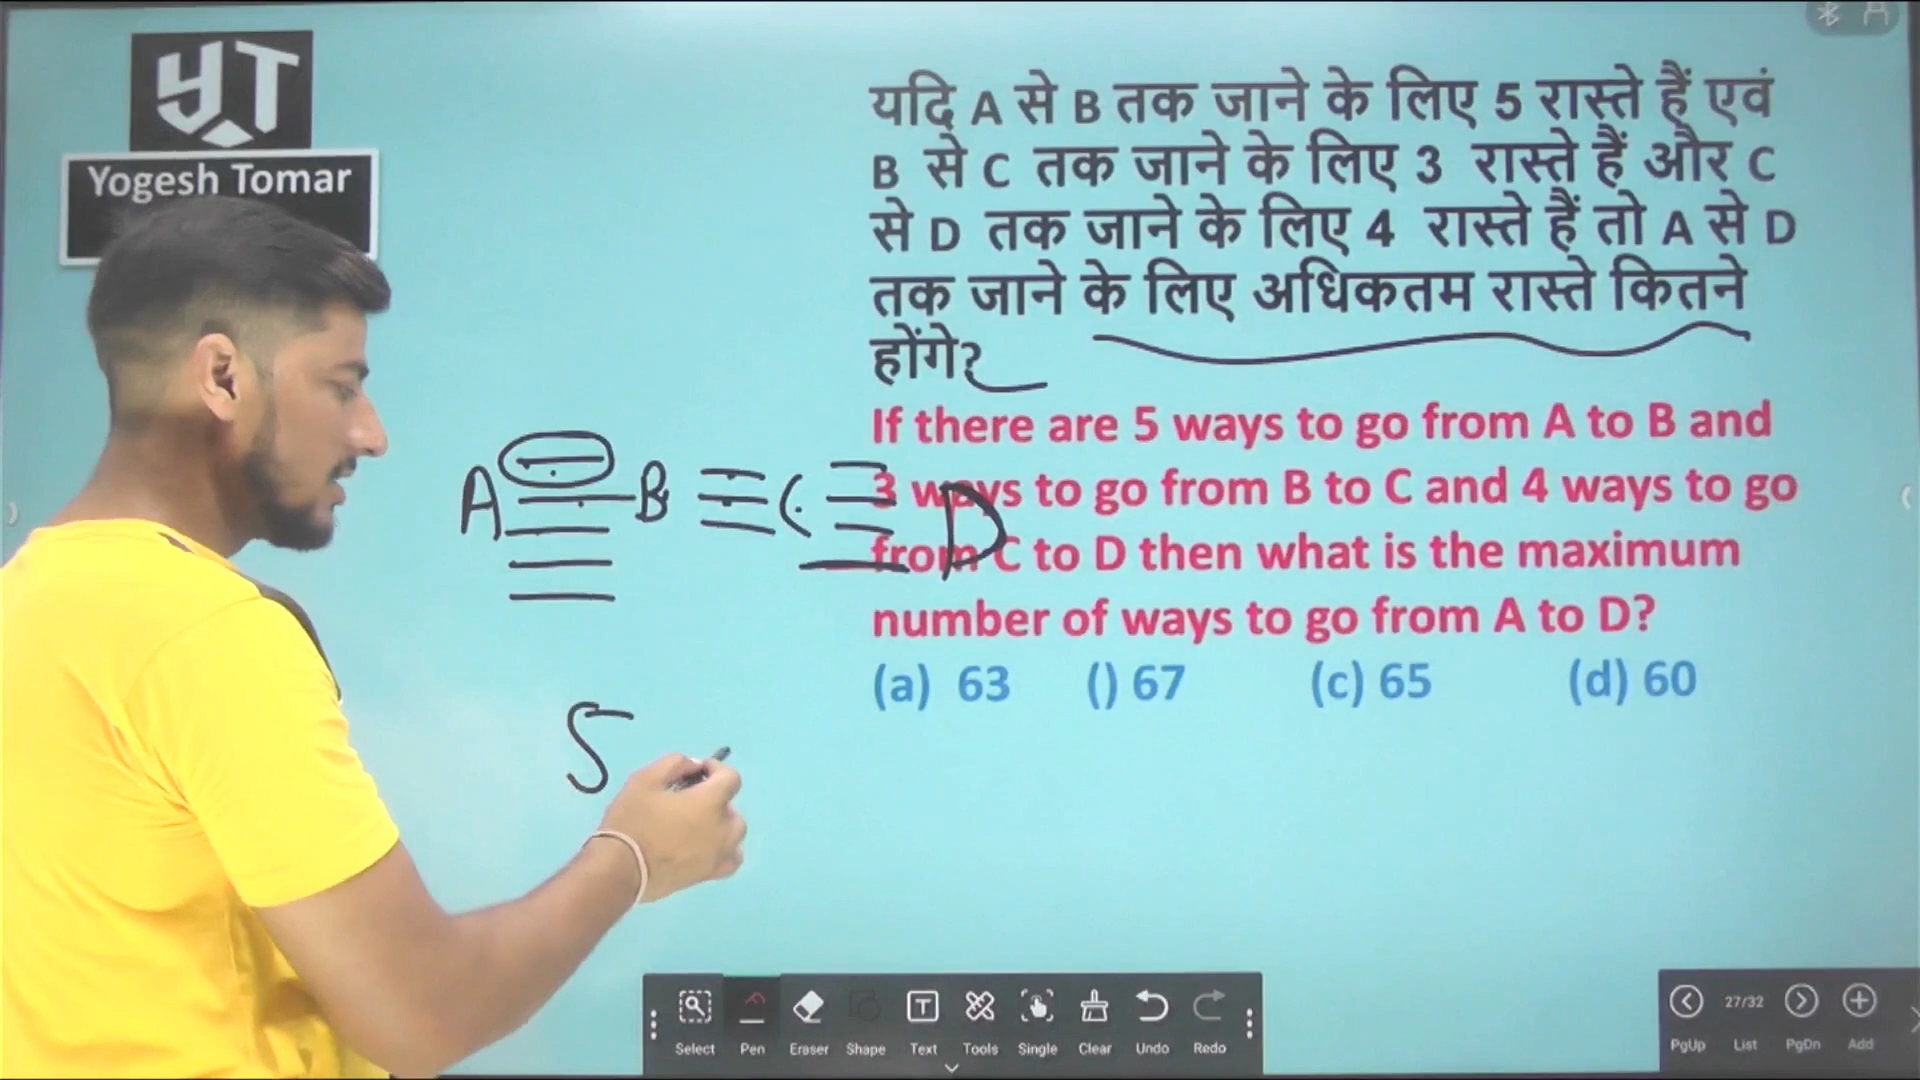 YT
Yogesh Tomar
यदि A से B तक जाने के लिए 5 रास्ते हैं एवं
B से C तक जाने के लिए 3 रास्ते हैं और C
से D तक जाने के लिए 4 रास्ते हैं तो A से D
तक जाने के लिए अधिकतम रास्ते कितने
होंगे?
If there are 5 ways to go from A to B and
3 ways to go from B to C and 4 ways to go
from C to D then what is the maximum
number of ways to go from A to D?
(a) 63 () 67 (c) 65 (d) 60
A B C D
5
Select Pen Eraser Shape Text Tools Single Clear Undo Redo
27/32
PgUp List PgDn Add